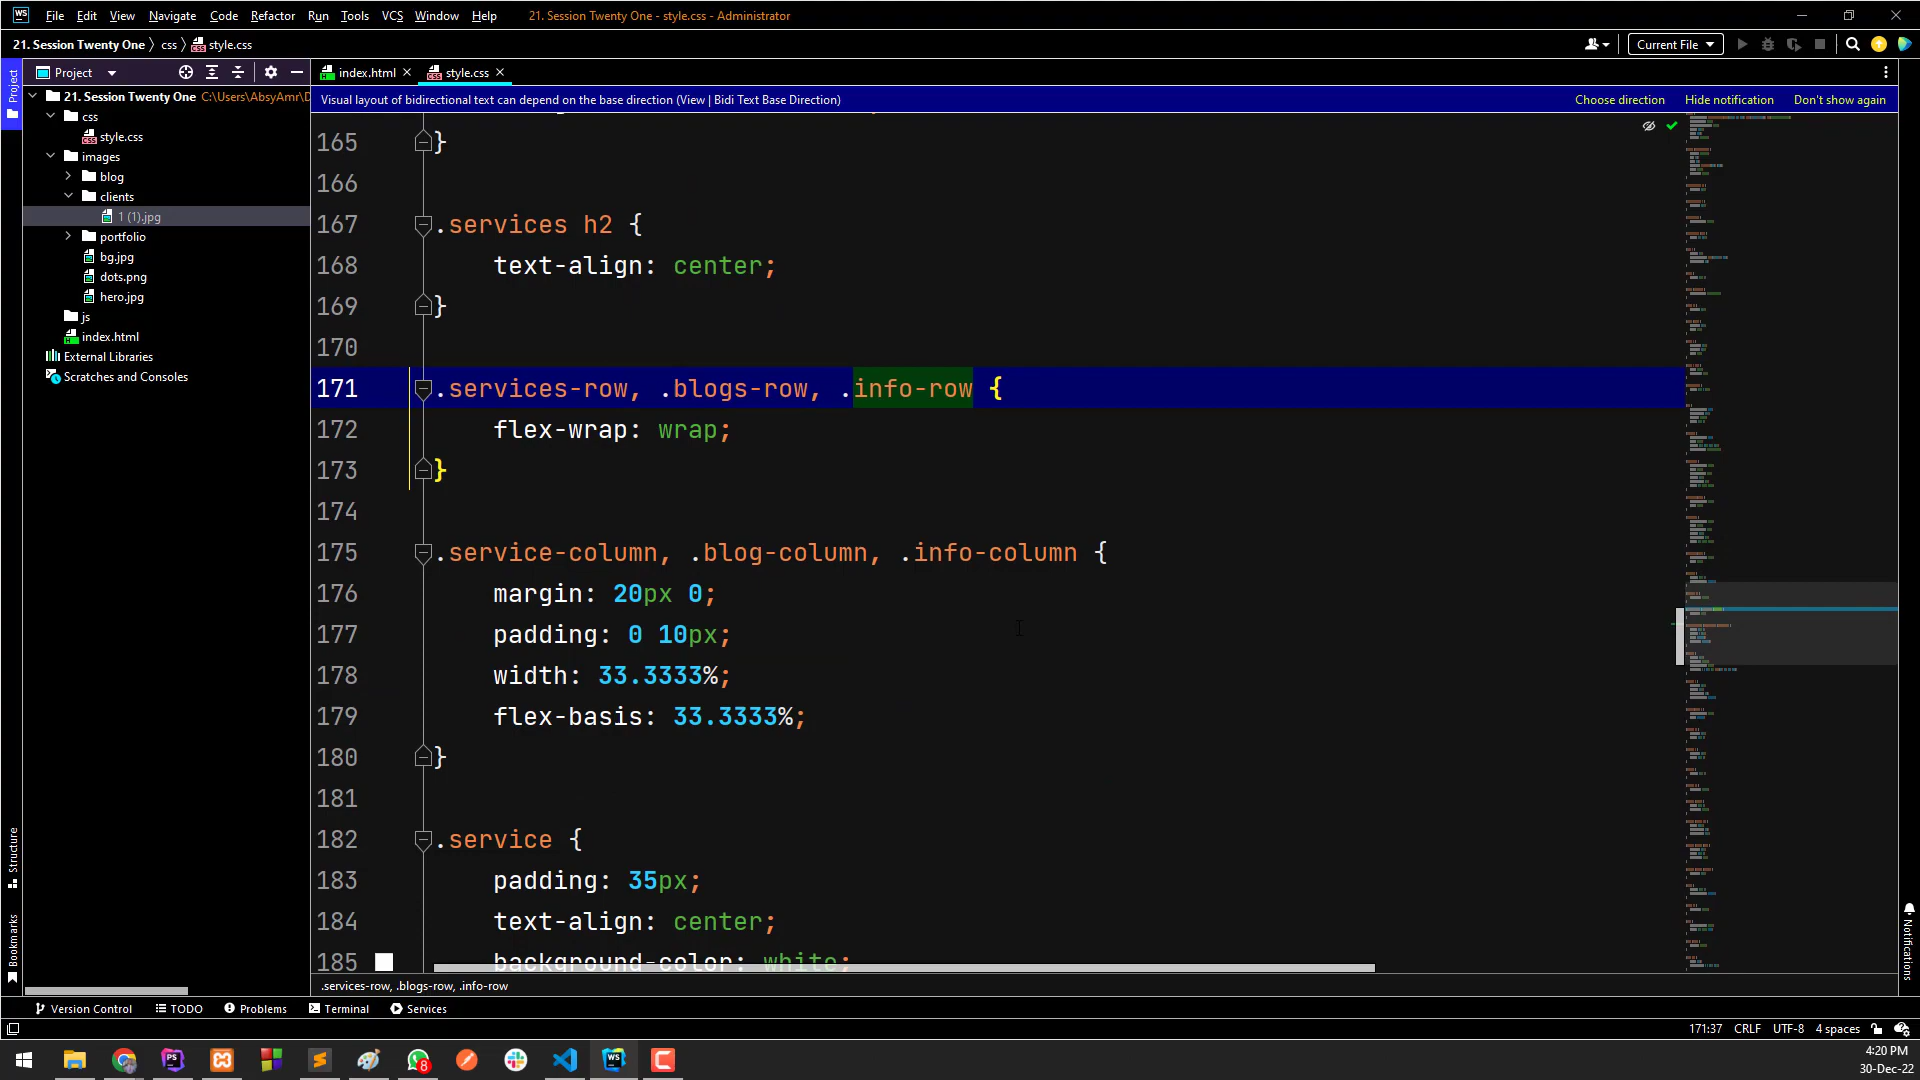 WS File Edit View Navigate Code Refactor Run Tools VCS Window Help 21. Session Twenty One - style.css - Administrator
21. Session Twenty One 〉 css 〉 style.css Current File
Project Project index.html style.css
21. Session Twenty One C:\Users\AbsyAmr\D Visual layout of bidirectional text can depend on the base direction (View | Bidi Text Base Direction) Choose direction Hide notification Don't show again
css
style.css
images
blog
clients
1 (1).jpg
portfolio
bg.jpg
dots.png
hero.jpg
js
index.html
External Libraries
Scratches and Consoles
165 }
166
167 .services h2 {
168 text-align: center;
169 }
170
171 .services-row, .blogs-row, .info-row {
172 flex-wrap: wrap;
173 }
174
175 .service-column, .blog-column, .info-column {
176 margin: 20px 0;
177 padding: 0 10px;
178 width: 33.3333%;
179 flex-basis: 33.3333%;
180 }
181
182 .service {
183 padding: 35px;
184 text-align: center;
185 background-color: white;
.services-row, .blogs-row, .info-row
Structure
Bookmarks
Notifications
Version Control TODO Problems Terminal Services
171:37 CRLF UTF-8 4 spaces
PS 8 WS
4:20 PM
30-Dec-22